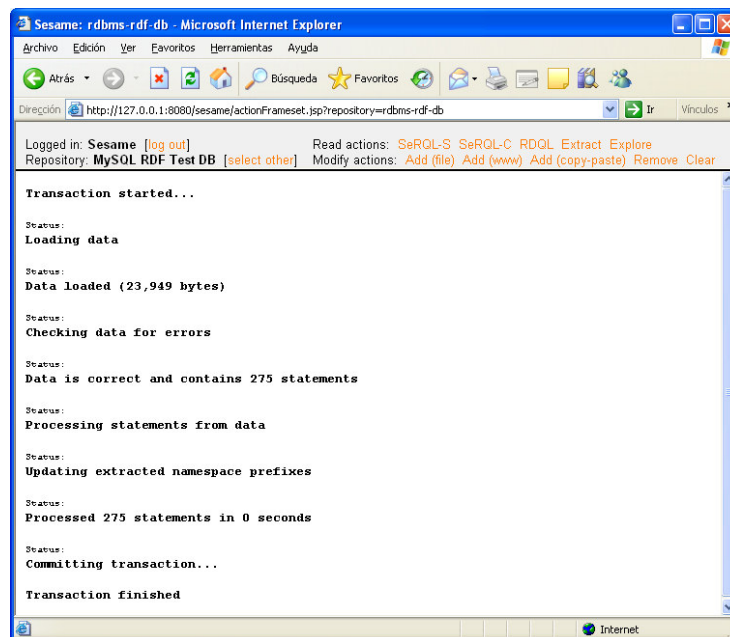 Sesame: rdbms-rdf-db - Microsoft Internet Explorer
Archivo Edición Ver Favoritos Herramientas Ayuda
Atrás Búsqueda Favoritos
Dirección http://127.0.0.1:8080/sesame/actionFrameset.jsp?repository=rdbms-rdf-db Ir Vínculos »
Logged in: Sesame [log out] Read actions: SeRQL-S SeRQL-C RDQL Extract Explore
Repository: MySQL RDF Test DB [select other] Modify actions: Add (file) Add (www) Add (copy-paste) Remove Clear
Transaction started...
Status:
Loading data
Status:
Data loaded (23,949 bytes)
Status:
Checking data for errors
Status:
Data is correct and contains 275 statements
Status:
Processing statements from data
Status:
Updating extracted namespace prefixes
Status:
Processed 275 statements in 0 seconds
Status:
Committing transaction...
Transaction finished
Internet